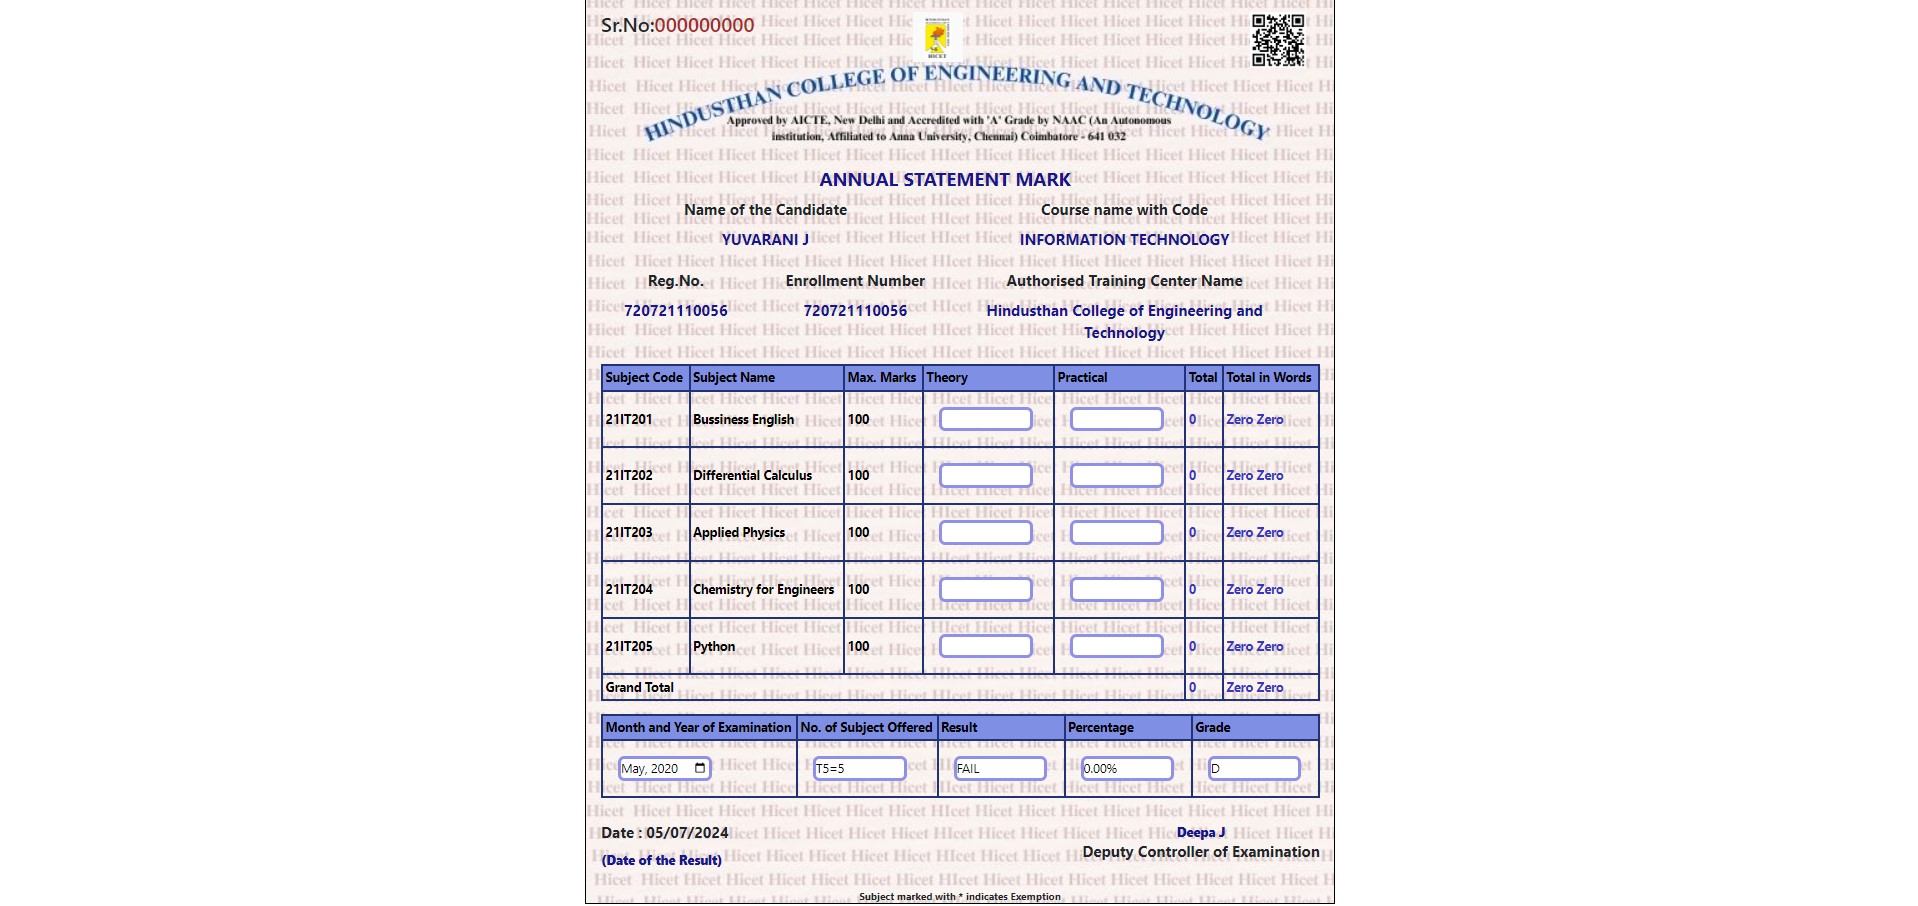 Sr.No:000000000
HICET
HINDUSTHAN COLLEGE OF ENGINEERING AND TECHNOLOGY
Approved by AICTE, New Delhi and Accredited with 'A' Grade by NAAC (An Autonomous
institution, Affiliated to Anna University, Chennai) Coimbatore - 641 032
ANNUAL STATEMENT MARK
Name of the Candidate Course name with Code
YUVARANI J INFORMATION TECHNOLOGY
Reg.No. Enrollment Number Authorised Training Center Name
720721110056 720721110056 Hindusthan College of Engineering and
Technology
Subject Code Subject Name Max. Marks Theory Practical Total Total in Words
21IT201 Bussiness English 100 0 Zero Zero
21IT202 Differential Calculus 100 0 Zero Zero
21IT203 Applied Physics 100 0 Zero Zero
21IT204 Chemistry for Engineers 100 0 Zero Zero
21IT205 Python 100 0 Zero Zero
Grand Total 0 Zero Zero
Month and Year of Examination No. of Subject Offered Result Percentage Grade
May, 2020 T5=5 FAIL 0.00% D
Date : 05/07/2024 Deepa J
(Date of the Result) Deputy Controller of Examination
Subject marked with * indicates Exemption